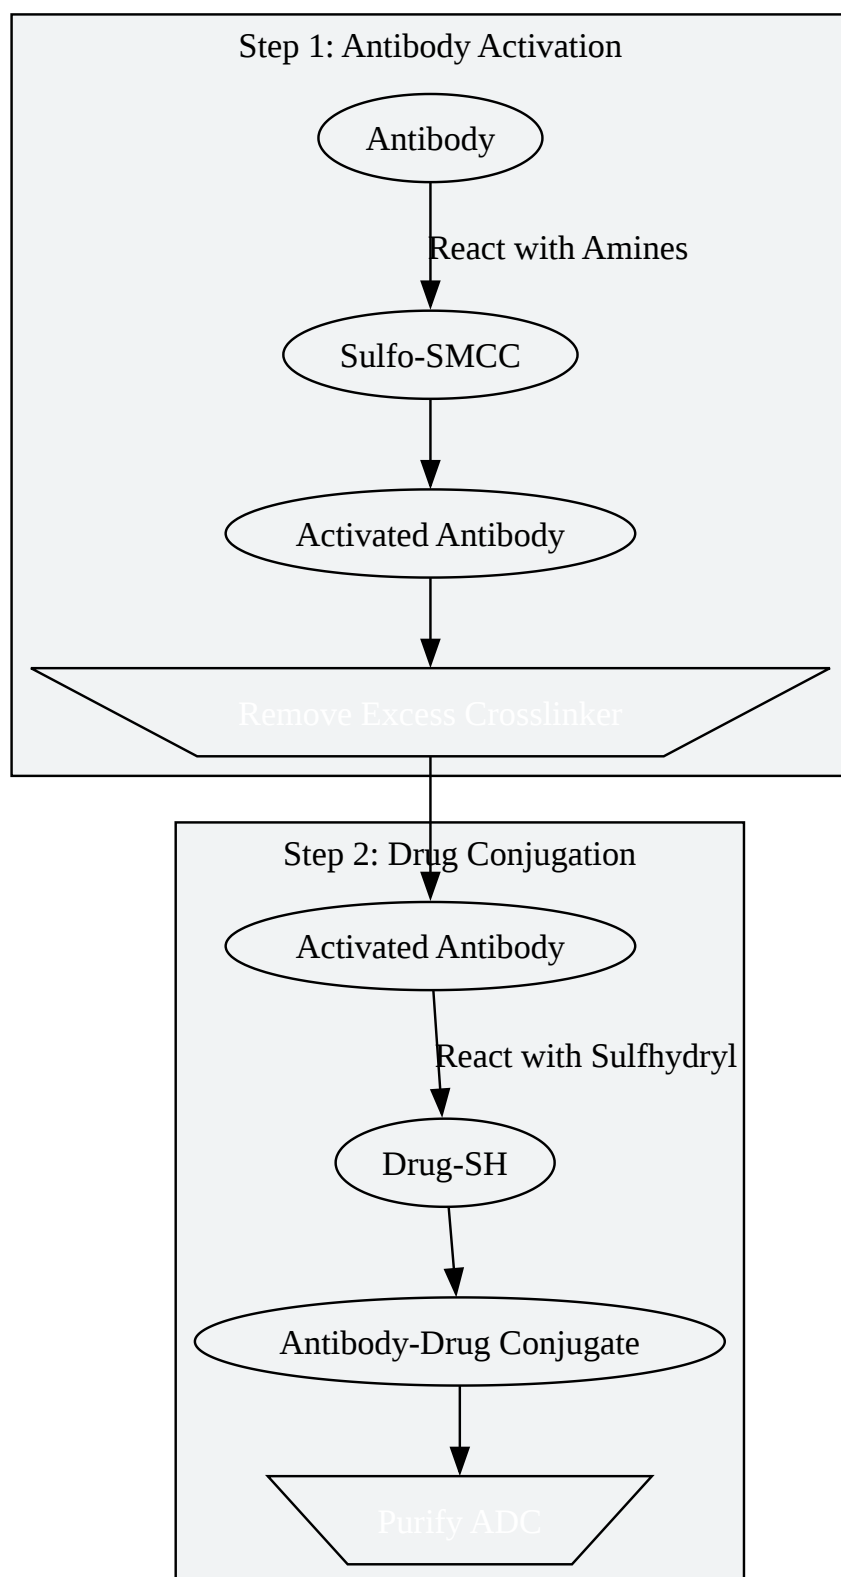 Step 1: Antibody Activation
Antibody
React with Amines
Sulfo-SMCC
Activated Antibody
Remove Excess Crosslinker
Step 2: Drug Conjugation
Activated Antibody
React with Sulfhydryl
Drug-SH
Antibody-Drug Conjugate
Purify ADC